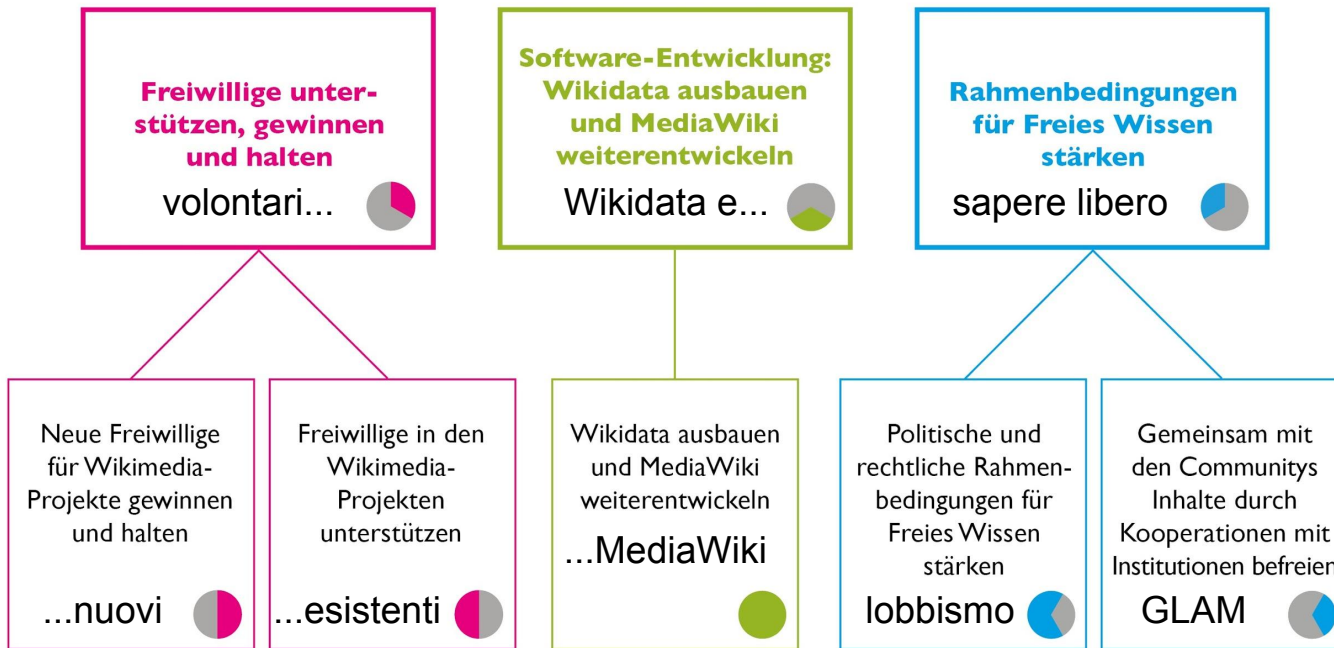 Freiwillige unter-
stützen, gewinnen
und halten
volontari...
Software-Entwicklung:
Wikidata ausbauen
und MediaWiki
weiterentwickeln
Wikidata e...
Rahmenbedingungen
für Freies Wissen
stärken
sapere libero
Neue Freiwillige
für Wikimedia-
Projekte gewinnen
und halten
...nuovi
Freiwillige in den
Wikimedia-
Projekten
unterstützen
...esistenti
Wikidata ausbauen
und MediaWiki
weiterentwickeln
...MediaWiki
Politische und
rechtliche Rahmen-
bedingungen für
Freies Wissen
stärken
lobbismo
Gemeinsam mit
den Communitys
Inhalte durch
Kooperationen mit
Institutionen befreien
GLAM